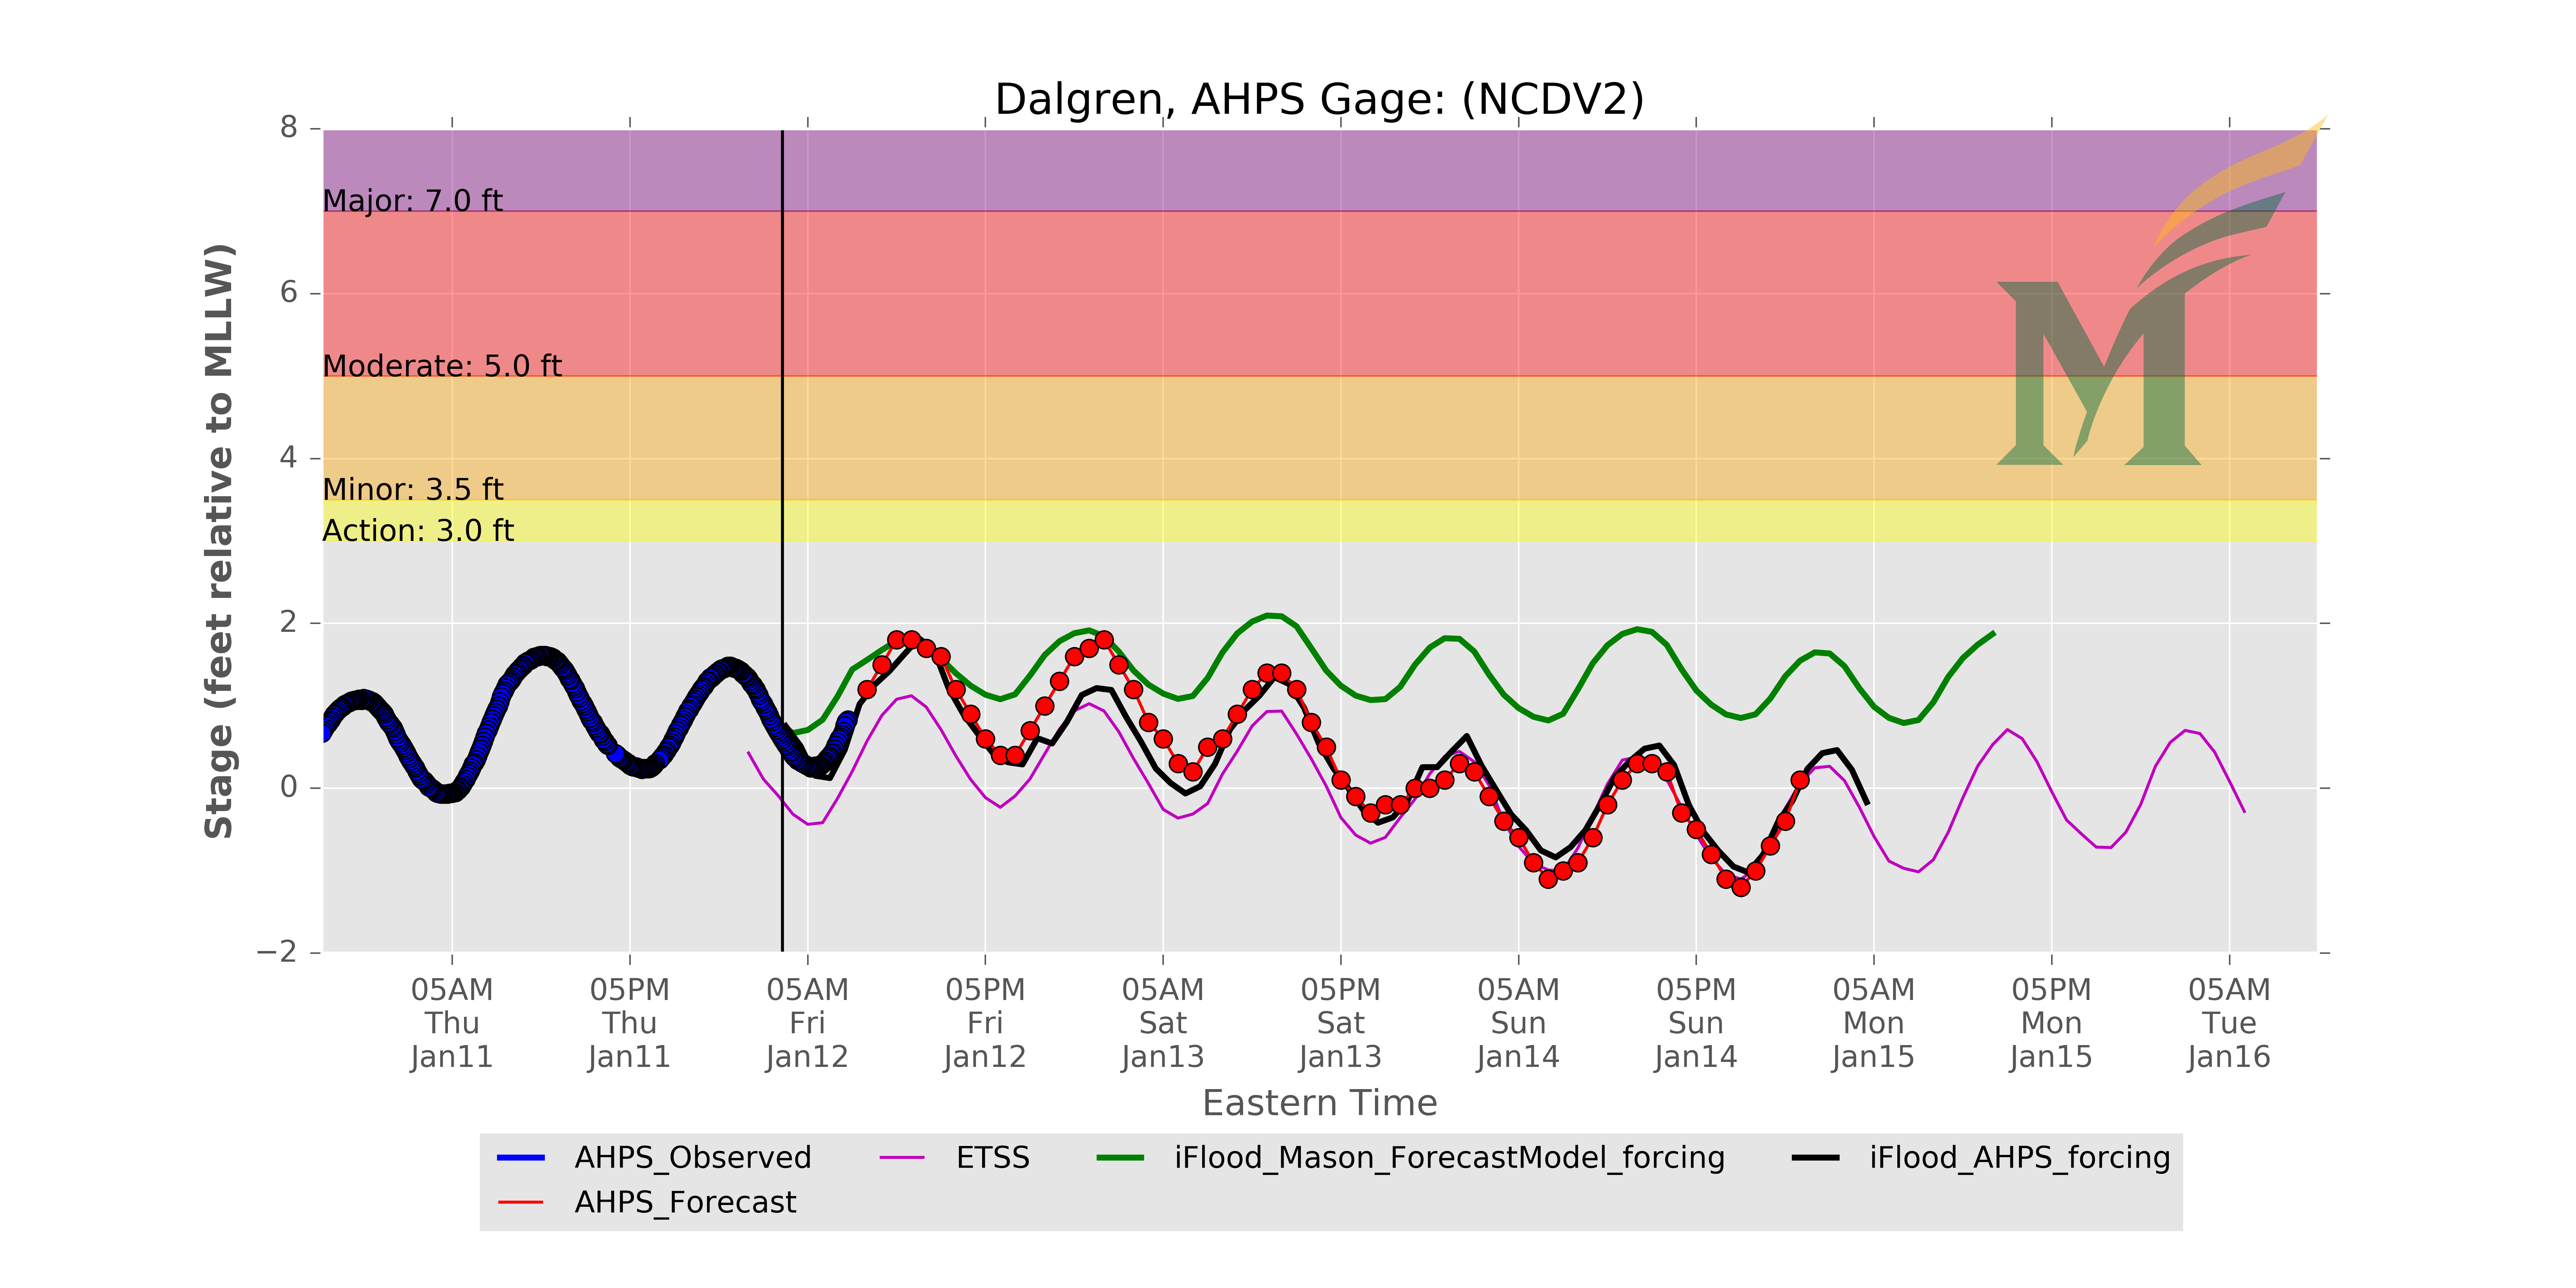 Dalgren, AHPS Gage: (NCDV2)
8
6
4
2
0
−2
Stage (feet relative to MLLW)
Major: 7.0 ft
Moderate: 5.0 ft
Minor: 3.5 ft
Action: 3.0 ft
M
05AM
Thu
Jan11
05PM
Thu
Jan11
05AM
Fri
Jan12
05PM
Fri
Jan12
05AM
Sat
Jan13
05PM
Sat
Jan13
05AM
Sun
Jan14
05PM
Sun
Jan14
05AM
Mon
Jan15
05PM
Mon
Jan15
05AM
Tue
Jan16
Eastern Time
AHPS_Observed
AHPS_Forecast
ETSS
iFlood_Mason_ForecastModel_forcing
iFlood_AHPS_forcing